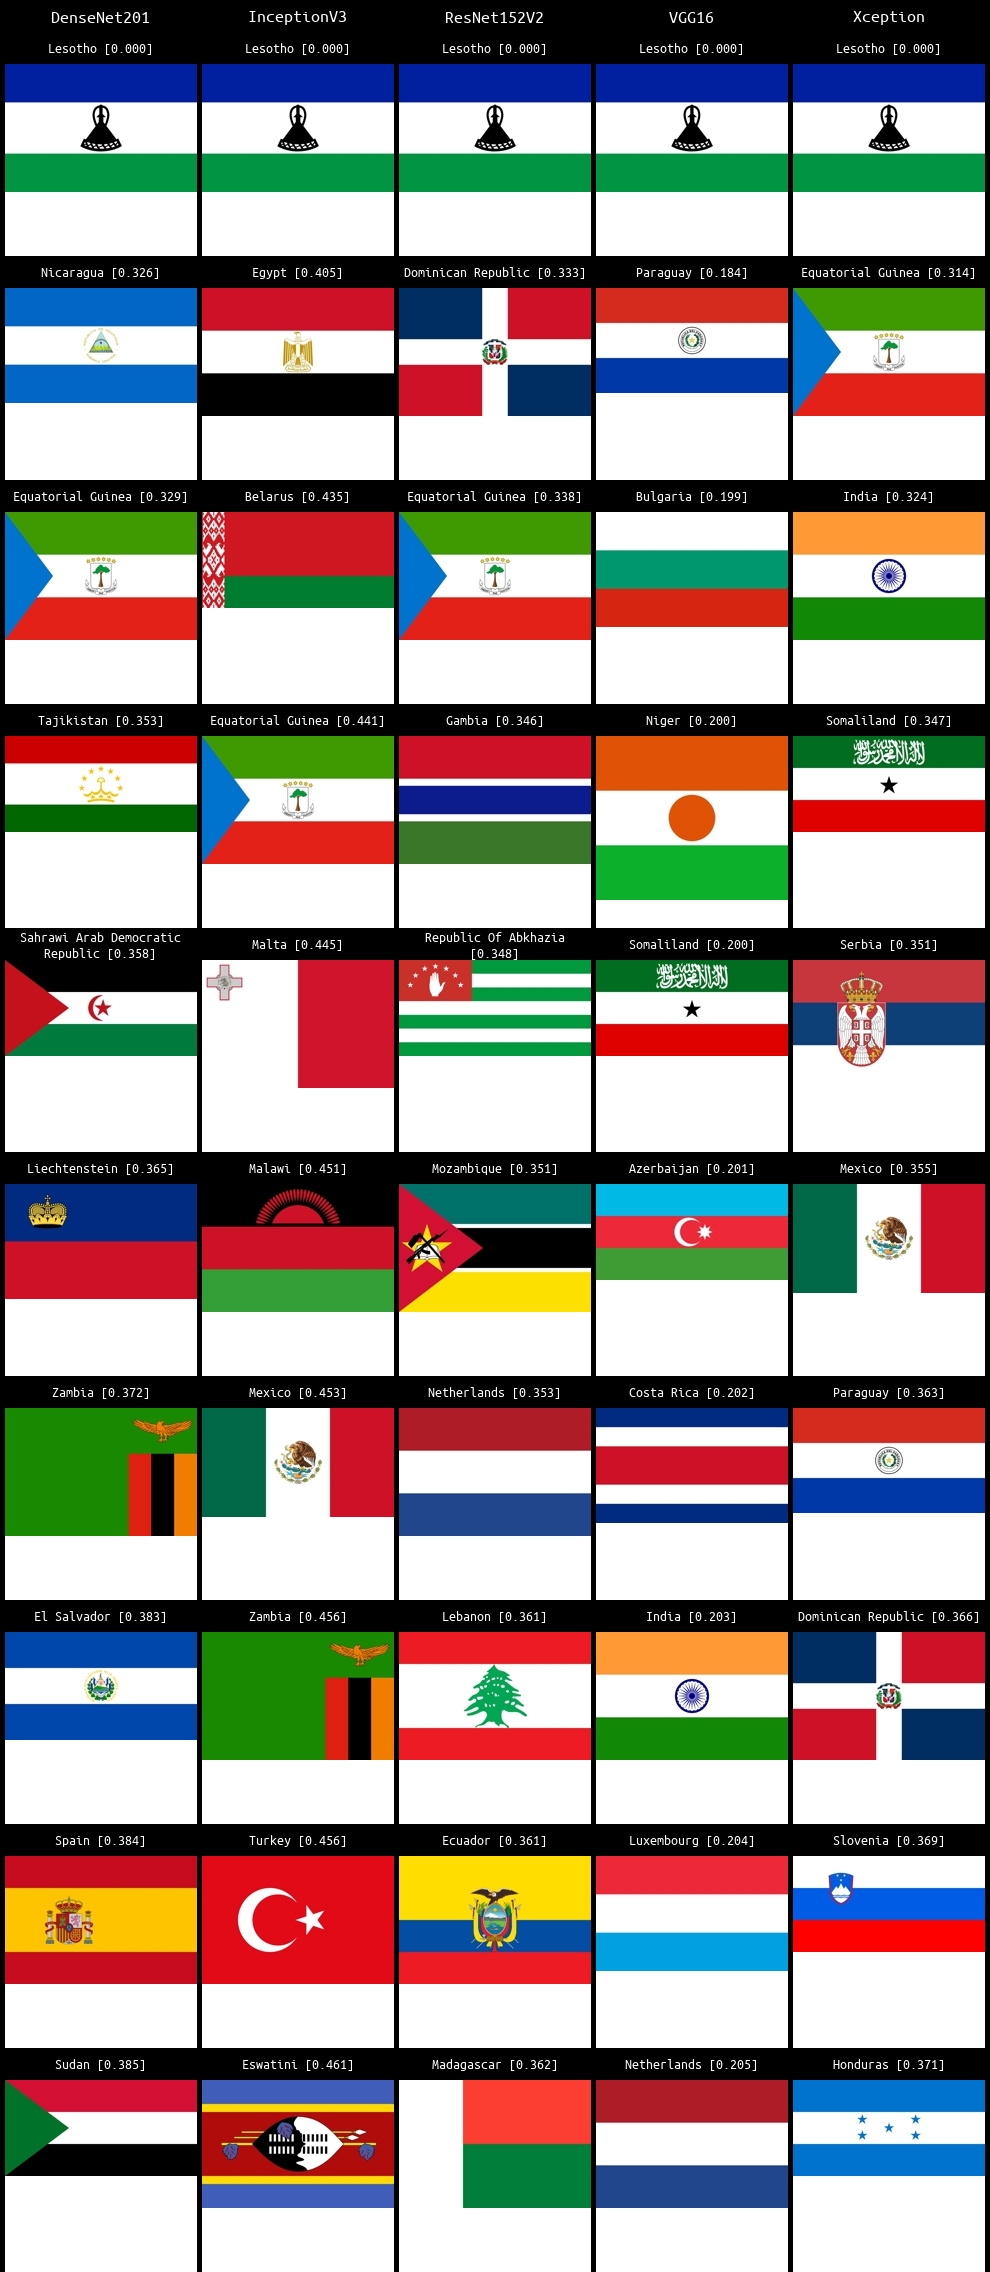 DenseNet201 InceptionV3 ResNet152V2 VGG16 Xception
Lesotho [0.000] Lesotho [0.000] Lesotho [0.000] Lesotho [0.000] Lesotho [0.000]
Nicaragua [0.326] Egypt [0.405] Dominican Republic [0.333] Paraguay [0.184] Equatorial Guinea [0.314]
Equatorial Guinea [0.329] Belarus [0.435] Equatorial Guinea [0.338] Bulgaria [0.199] India [0.324]
Tajikistan [0.353] Equatorial Guinea [0.441] Gambia [0.346] Niger [0.200] Somaliland [0.347]
Sahrawi Arab Democratic
Republic [0.358] Malta [0.445] Republic Of Abkhazia
[0.348] Somaliland [0.200] Serbia [0.351]
Liechtenstein [0.365] Malawi [0.451] Mozambique [0.351] Azerbaijan [0.201] Mexico [0.355]
Zambia [0.372] Mexico [0.453] Netherlands [0.353] Costa Rica [0.202] Paraguay [0.363]
El Salvador [0.383] Zambia [0.456] Lebanon [0.361] India [0.203] Dominican Republic [0.366]
Spain [0.384] Turkey [0.456] Ecuador [0.361] Luxembourg [0.204] Slovenia [0.369]
Sudan [0.385] Eswatini [0.461] Madagascar [0.362] Netherlands [0.205] Honduras [0.371]